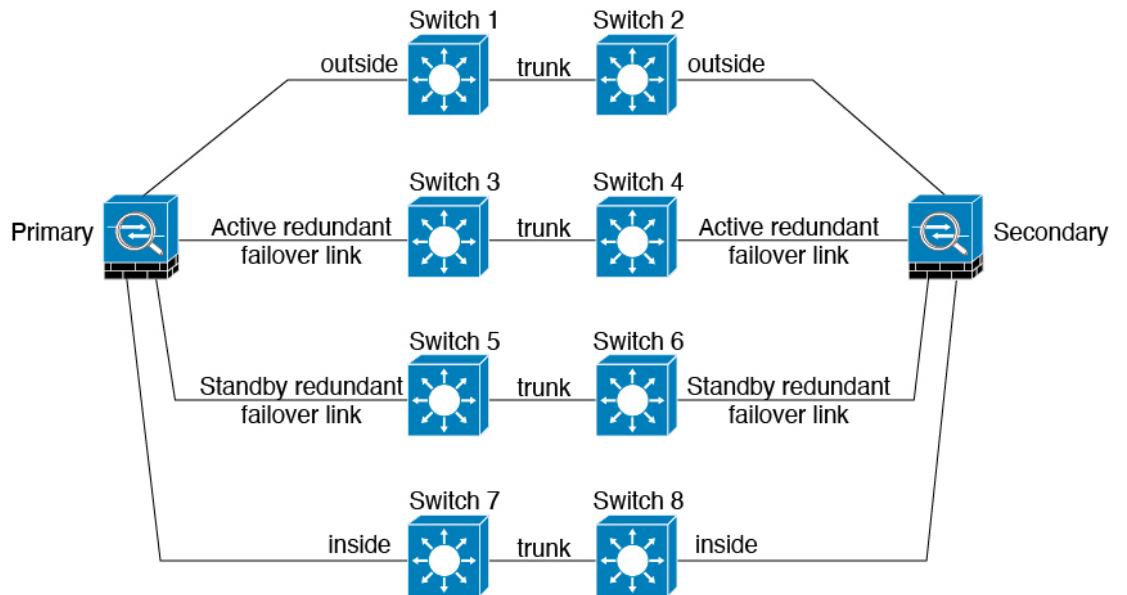 Switch 1
Switch 2
outside
trunk
outside
Switch 3
Switch 4
Primary
Active redundant
failover link
trunk
Active redundant
failover link
Secondary
Switch 5
Switch 6
Standby redundant
failover link
trunk
Standby redundant
failover link
Switch 7
Switch 8
inside
trunk
inside